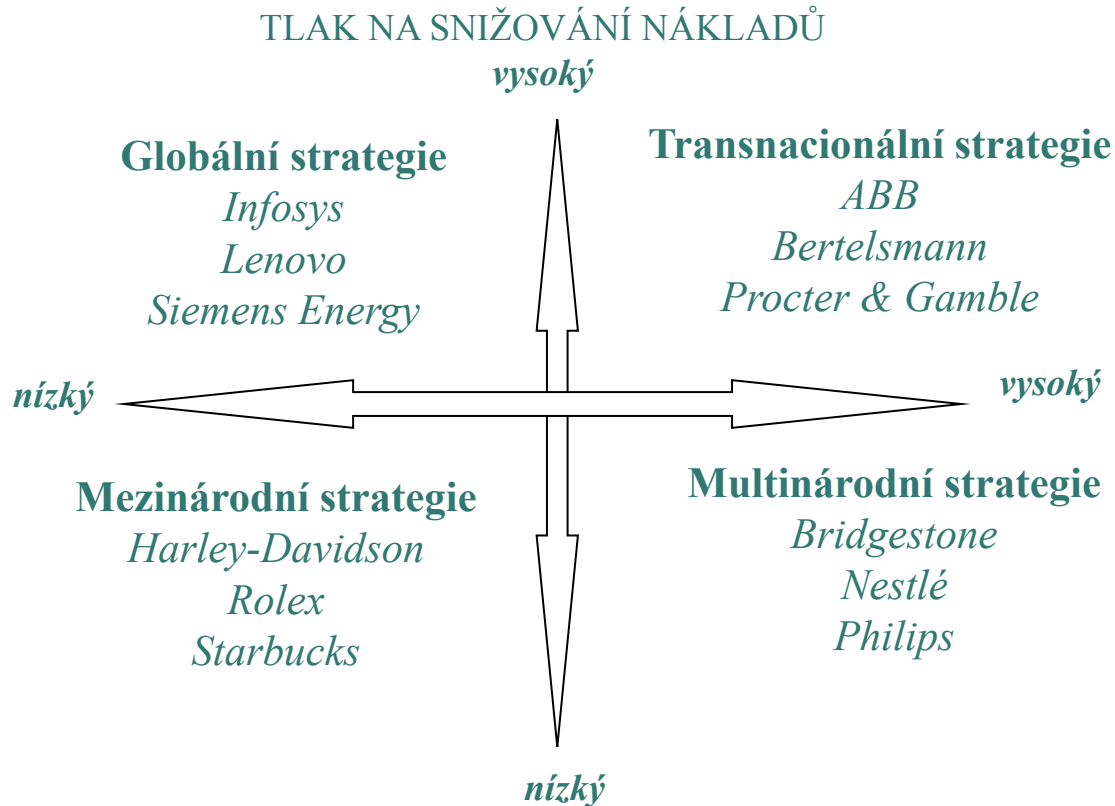 TLAK NA SNIŽOVÁNÍ NÁKLADŮ
vysoký
Globální strategie
Infosys
Lenovo
Siemens Energy
Transnacionální strategie
ABB
Bertelsmann
Procter & Gamble
nízký
vysoký
Mezinárodní strategie
Harley-Davidson
Rolex
Starbucks
Multinárodní strategie
Bridgestone
Nestlé
Philips
nízký